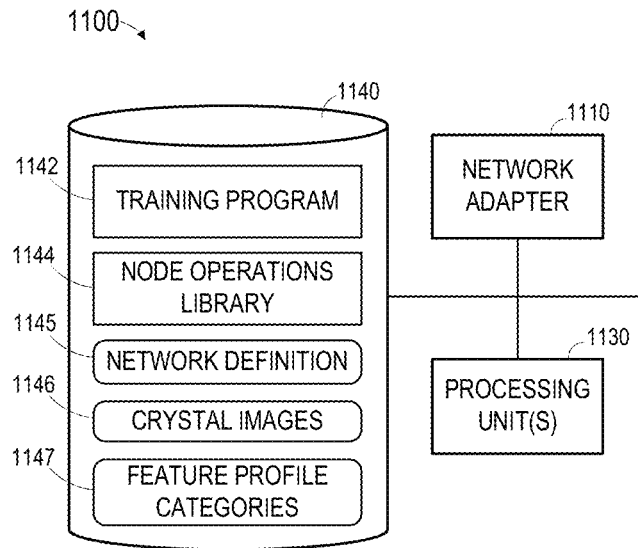 1100
1140
1110
1142
TRAINING PROGRAM
NETWORK
ADAPTER
1144
NODE OPERATIONS
LIBRARY
1145
NETWORK DEFINITION
1130
1146
CRYSTAL IMAGES
PROCESSING
UNIT(S)
1147
FEATURE PROFILE
CATEGORIES